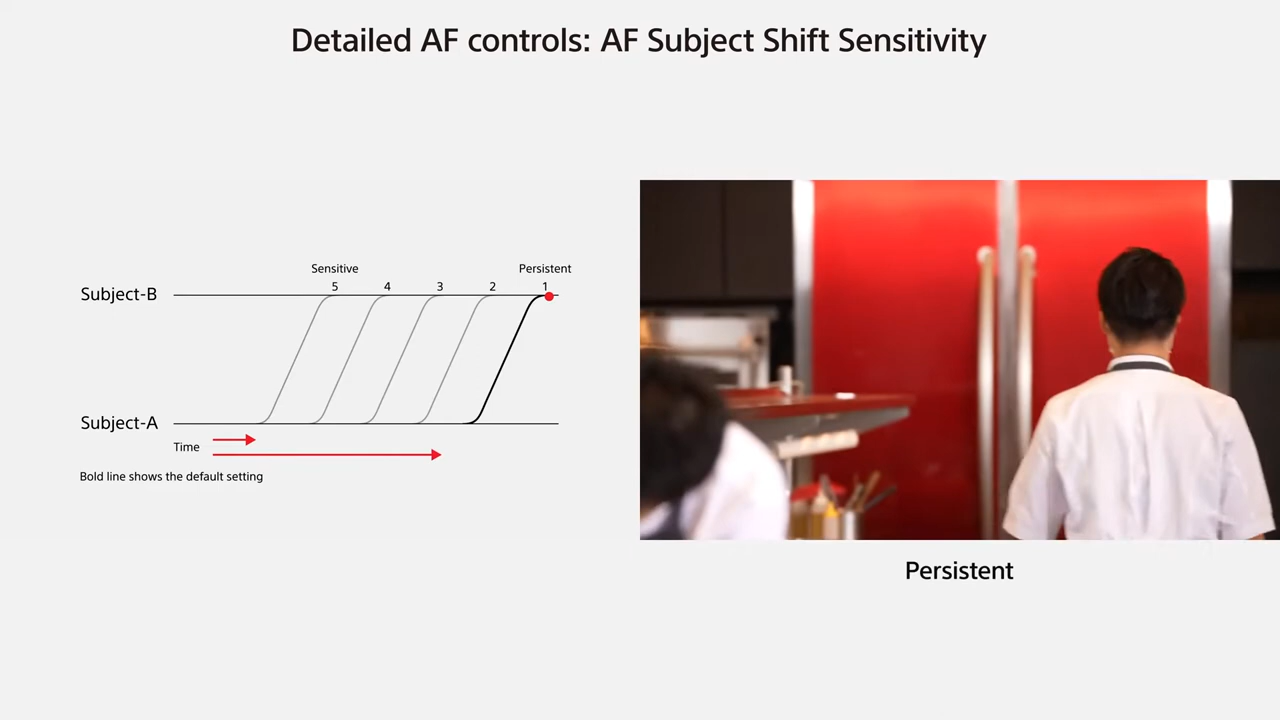 Detailed AF controls: AF Subject Shift Sensitivity
Sensitive Persistent
5 4 3 2 1
Subject-B
Subject-A
Time
Bold line shows the default setting
Persistent